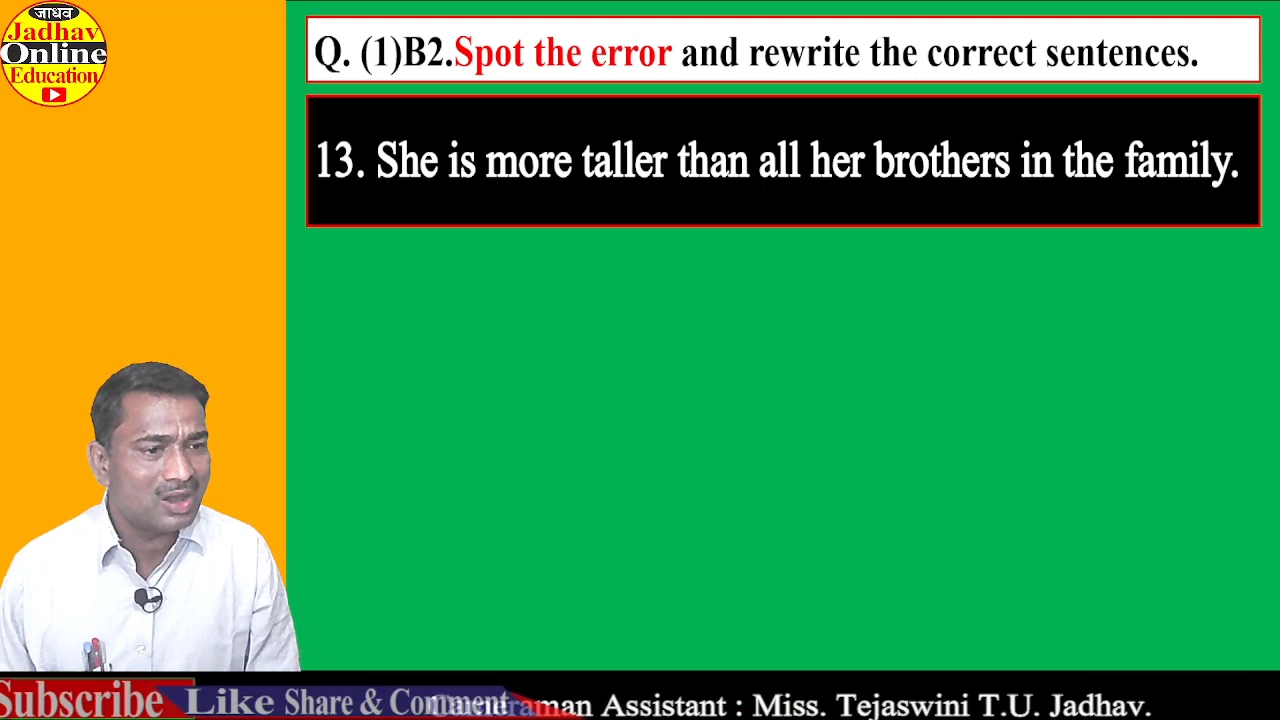 जाधव
Jadhav
Online
Education
Q. (1)B2.Spot the error and rewrite the correct sentences.
13. She is more taller than all her brothers in the family.
Subscribe Like Share & Comment Assistant : Miss. Tejaswini T.U. Jadhav.